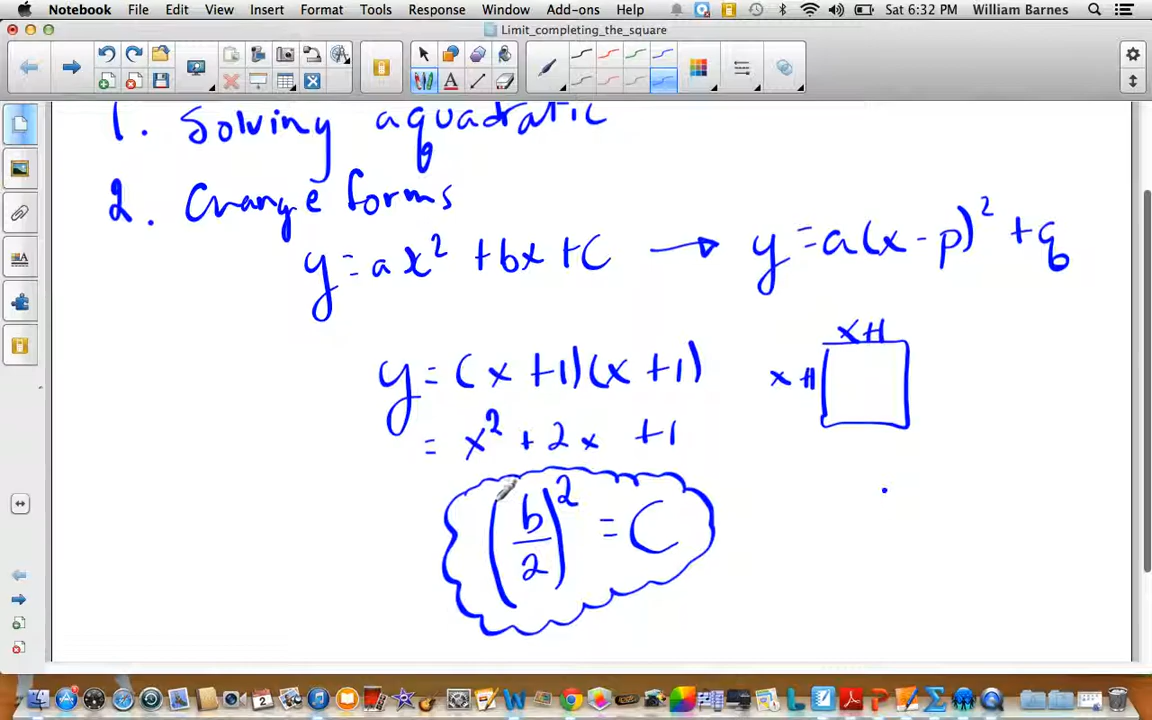 Notebook File Edit View Insert Format Tools Response Window Add-ons Help Sat 6:32 PM William Barnes
Limit_completing_the_square
1. Solving a quadratic
2. Change forms
y = ax² + bx + C → y = a(x - p)² + q
x+1
y = (x + 1)(x + 1) x+1
= x² + 2x + 1
(b/2)² = C